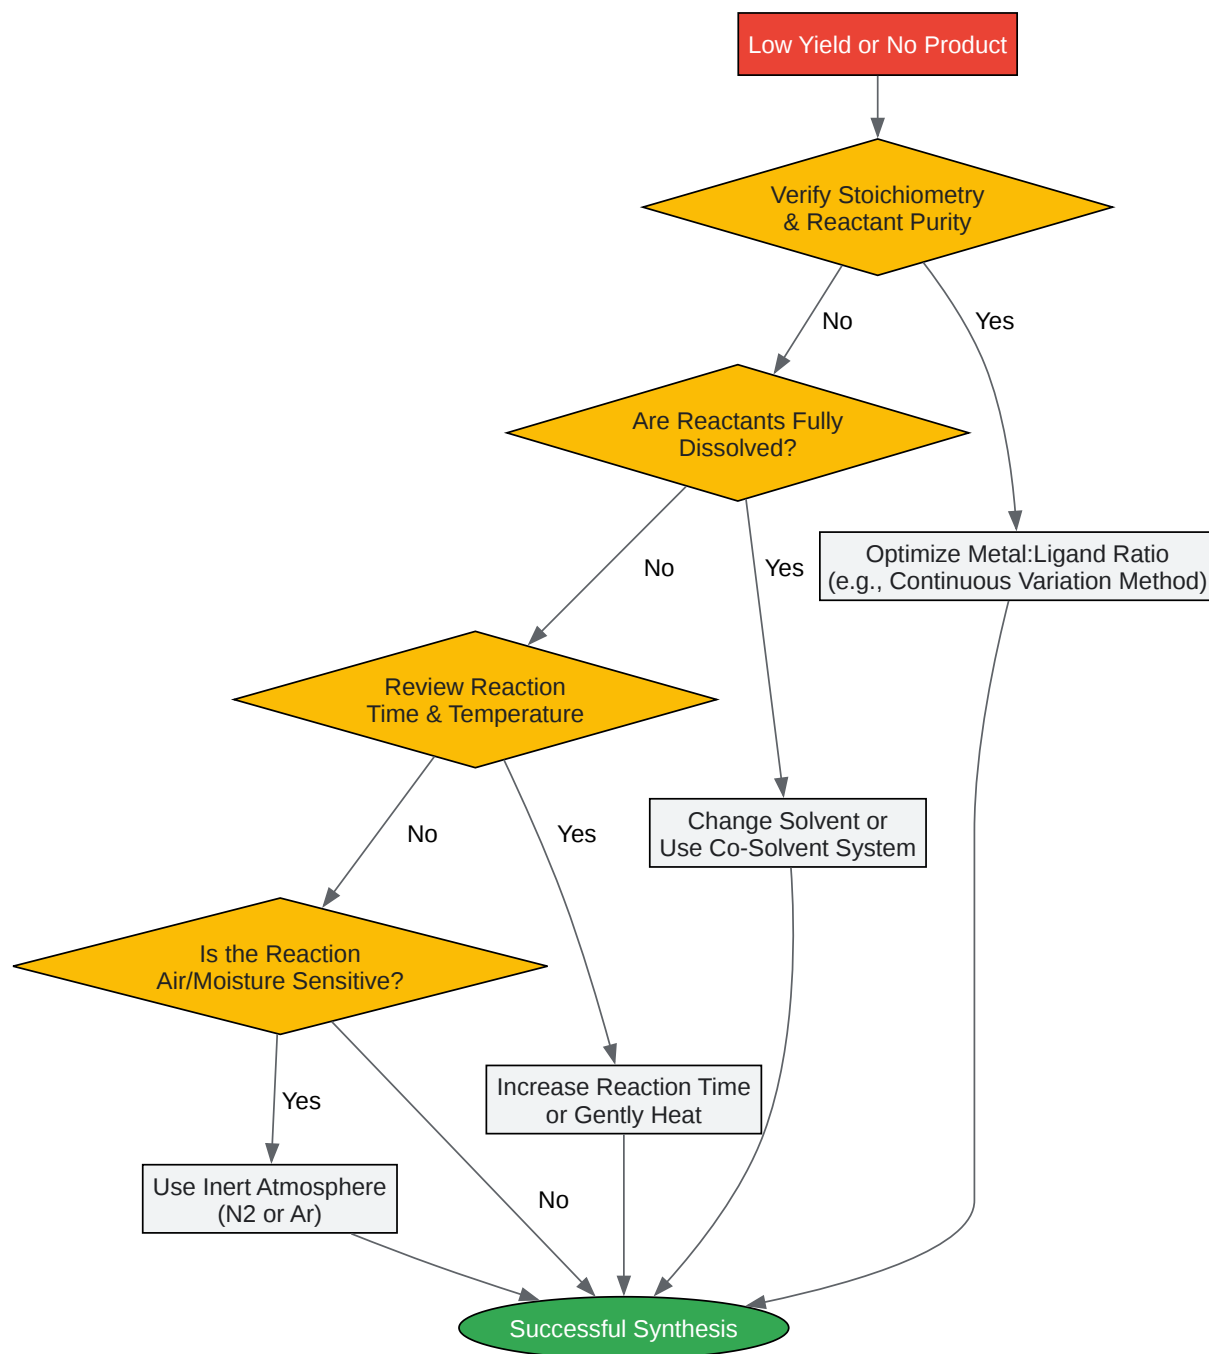 Low Yield or No Product
Verify Stoichiometry
& Reactant Purity
No
Yes
Are Reactants Fully
Dissolved?
No
Yes
Optimize Metal:Ligand Ratio
(e.g., Continuous Variation Method)
Review Reaction
Time & Temperature
No
Yes
Change Solvent or
Use Co-Solvent System
Is the Reaction
Air/Moisture Sensitive?
Yes
No
Increase Reaction Time
or Gently Heat
Use Inert Atmosphere
(N2 or Ar)
Successful Synthesis